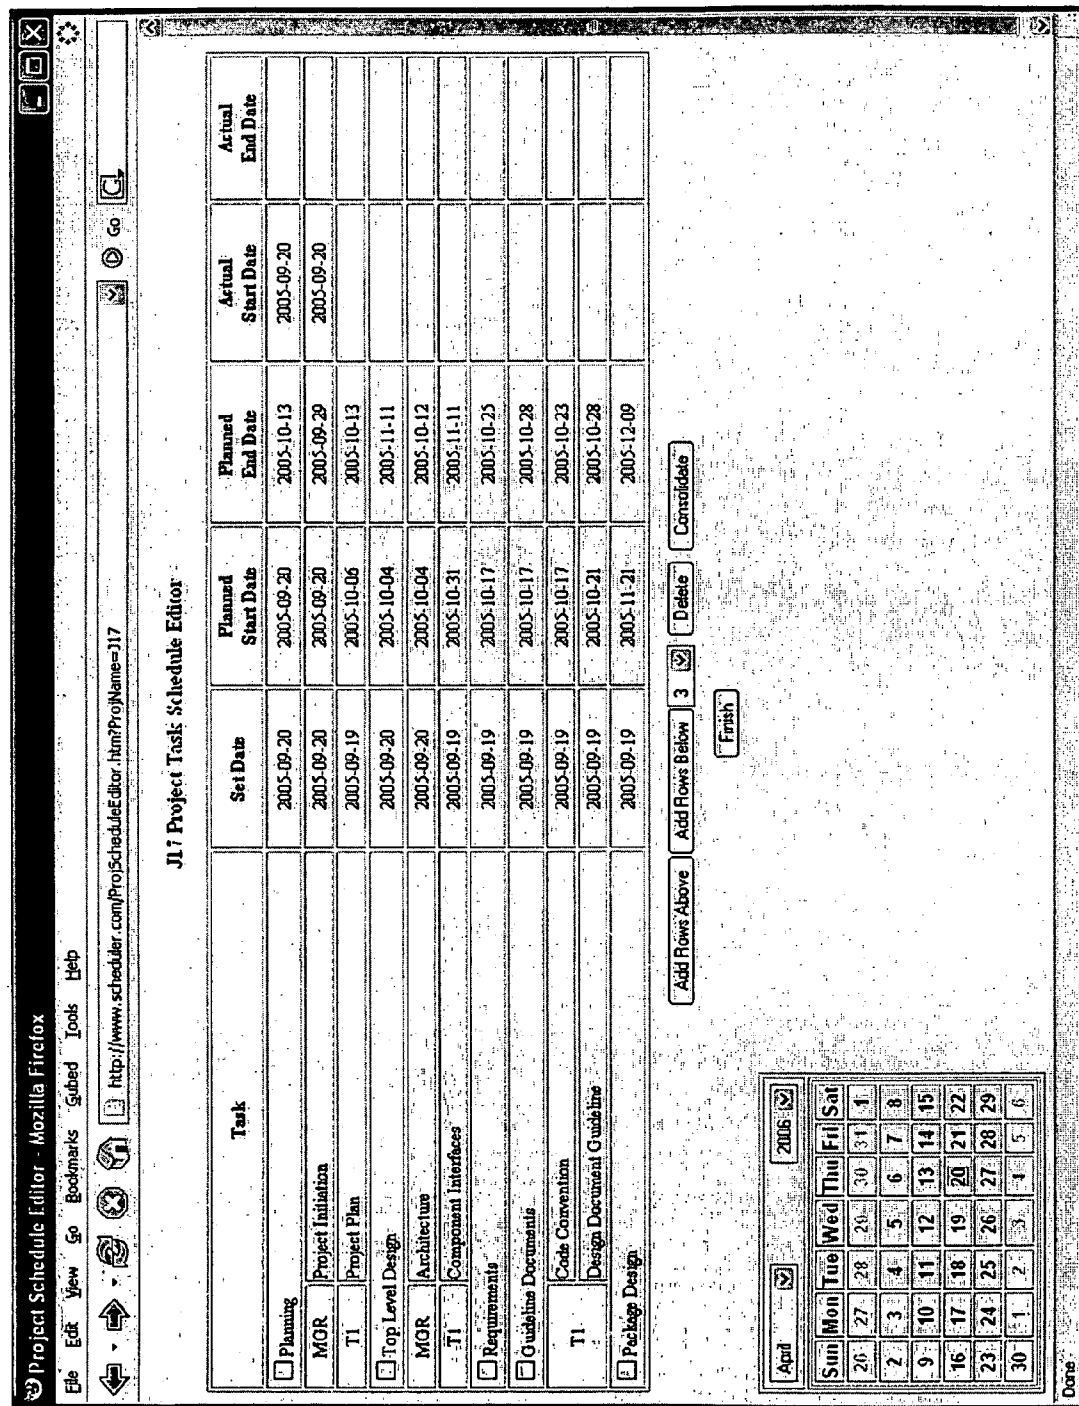 Project Schedule Editor - Mozilla Firefox
File Edit View Go Bookmarks Gubed Tools Help
http://www.scheduler.com/ProjScheduleEditor.htm?ProjName=J17 Go
J17 Project Task Schedule Editor
Task Set Date Planned Start Date Planned End Date Actual Start Date Actual End Date
Planning 2005-09-20 2005-09-20 2005-10-13 2005-09-20
MGR Project Initiation 2005-09-20 2005-09-20 2005-09-29 2005-09-20
T1 Project Plan 2005-09-19 2005-10-06 2005-10-13
Top Level Design 2005-09-20 2005-10-04 2005-11-11
MGR Architecture 2005-09-20 2005-10-04 2005-10-12
T1 Component Interfaces 2005-09-19 2005-10-31 2005-11-11
Requirements 2005-09-19 2005-10-17 2005-10-25
Guideline Documents 2005-09-19 2005-10-17 2005-10-28
T1 Code Convention 2005-09-19 2005-10-17 2005-10-23
Design Document Guideline 2005-09-19 2005-10-21 2005-10-28
Package Design 2005-09-19 2005-11-21 2005-12-09
Add Rows Above Add Rows Below 3 Delete Consolidate
Finish
April 2006
Sun Mon Tue Wed Thu Fri Sat
26 27 28 29 30 31 1
2 3 4 5 6 7 8
9 10 11 12 13 14 15
16 17 18 19 20 21 22
23 24 25 26 27 28 29
30 1 2 3 4 5 6
Done